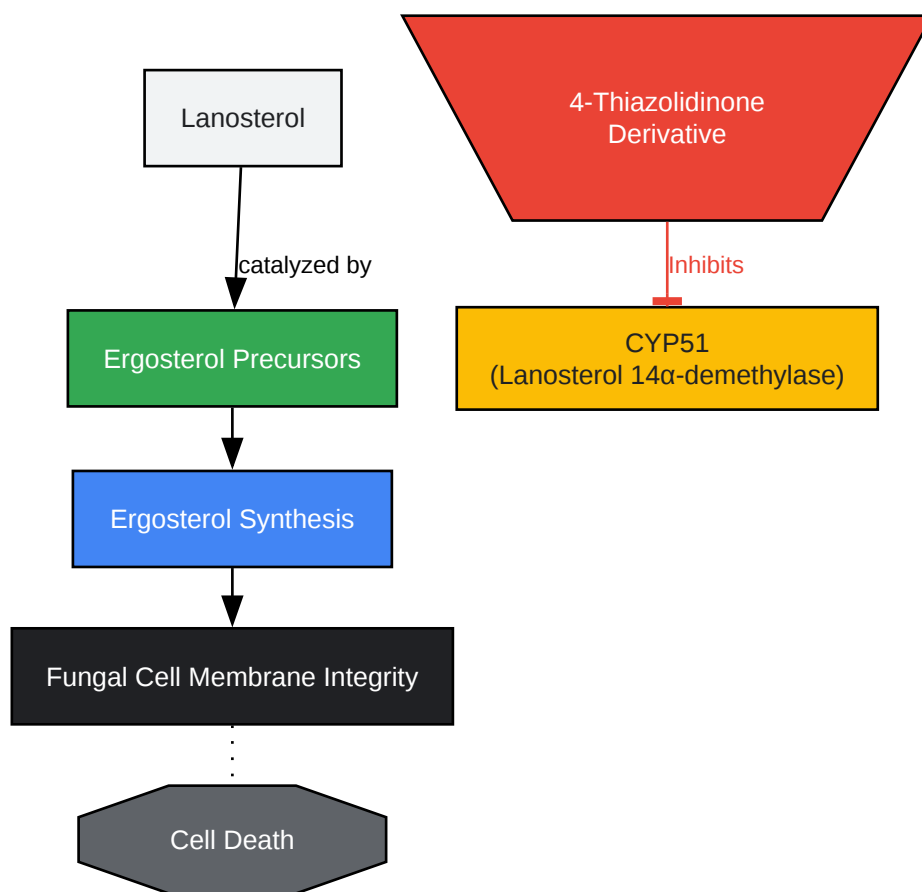 Lanosterol
4-Thiazolidinone
Derivative
catalyzed by
Inhibits
Ergosterol Precursors
CYP51
(Lanosterol 14α-demethylase)
Ergosterol Synthesis
Fungal Cell Membrane Integrity
Cell Death